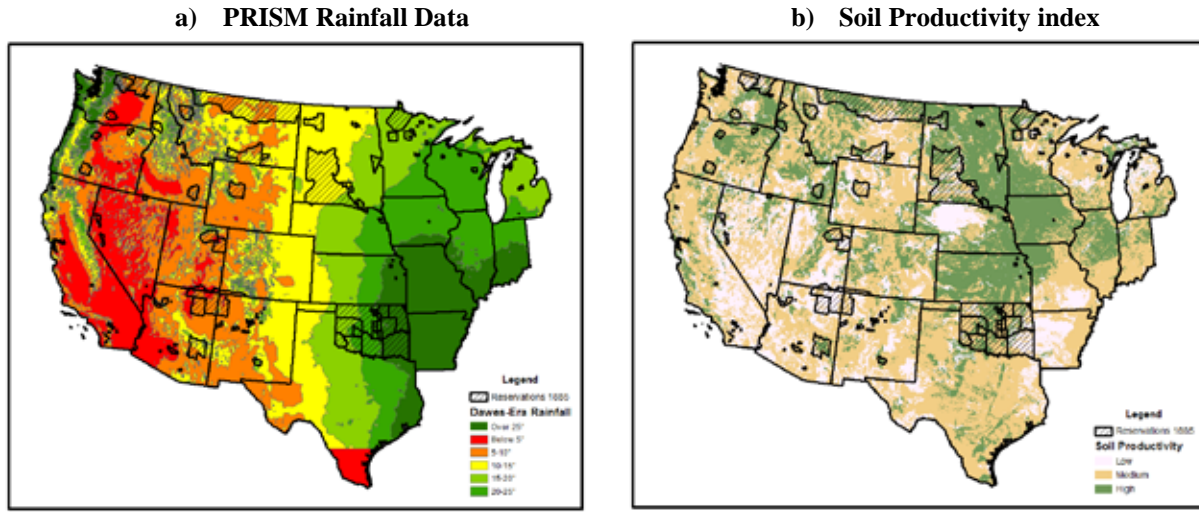 a) PRISM Rainfall Data
b) Soil Productivity index
Legend
Reservations 1885
Dawes-Era Rainfall
Over 25"
Below 5"
5-10"
10-15"
15-20"
20-25"
Legend
Reservations 1885
Soil Productivity
Low
Medium
High